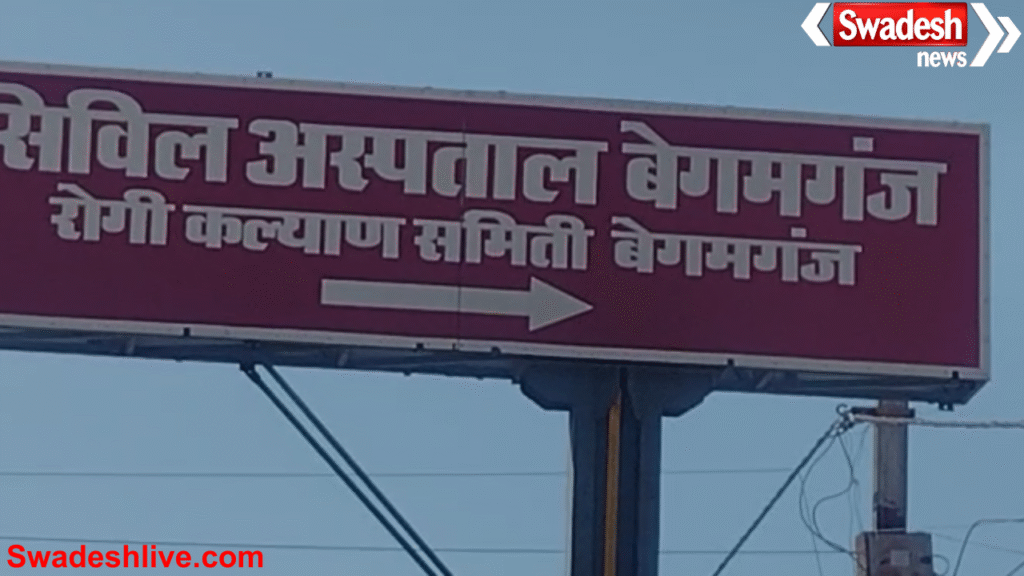 Swadesh
news
सिविल अस्पताल बेगमगंज
रोगी कल्याण समिती बेगमगंज
Swadeshlive.com